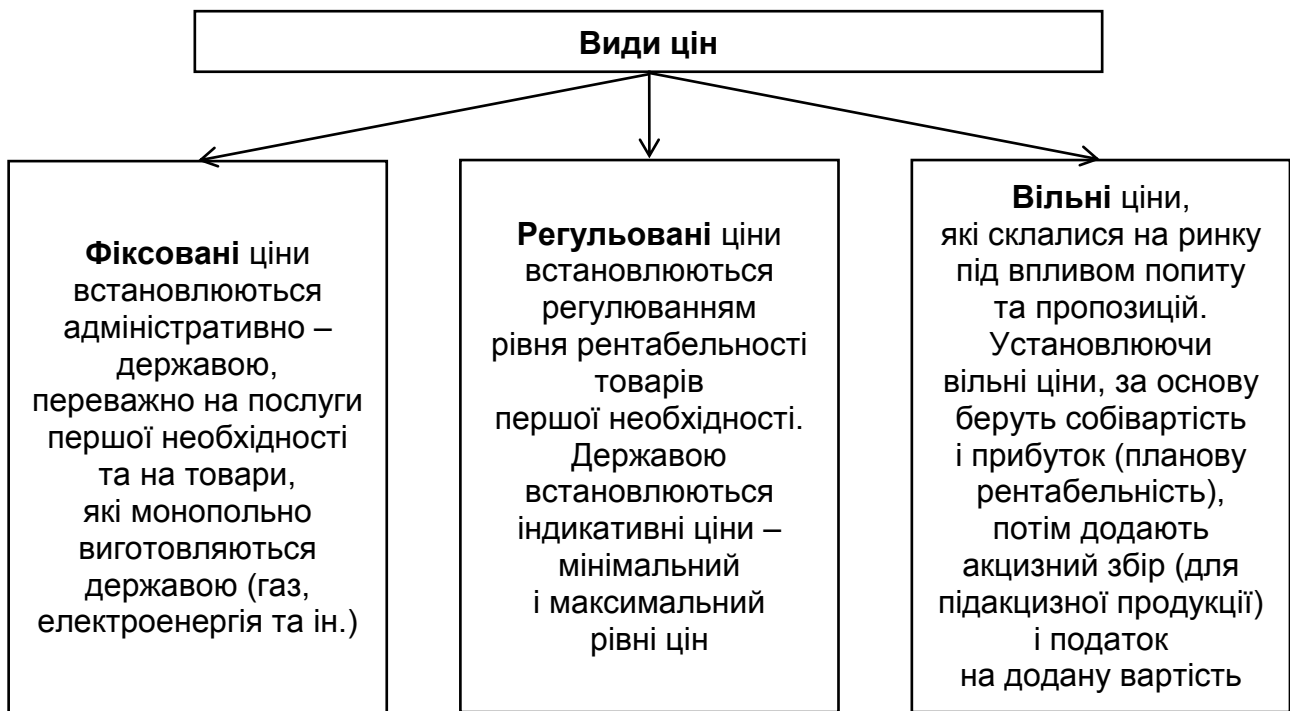 Види цін
Фіксовані ціни
встановлюються
адміністративно –
державою,
переважно на послуги
першої необхідності
та на товари,
які монопольно
виготовляються
державою (газ,
електроенергія та ін.)
Регульовані ціни
встановлюються
регулюванням
рівня рентабельності
товарів
першої необхідності.
Державою
встановлюються
індикативні ціни –
мінімальний
і максимальний
рівні цін
Вільні ціни,
які склалися на ринку
під впливом попиту
та пропозицій.
Установлюючи
вільні ціни, за основу
беруть собівартість
і прибуток (планову
рентабельність),
потім додають
акцизний збір (для
підакцизної продукції)
і податок
на додану вартість